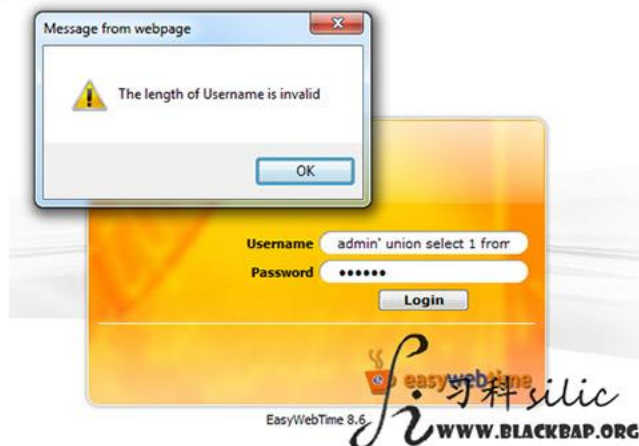 Message from webpage
The length of Username is invalid
OK
Username admin' union select 1 from
Password ••••••
Login
easywebtime
EasyWebTime 8.6
习科 silic
WWW.BLACKBAP.ORG